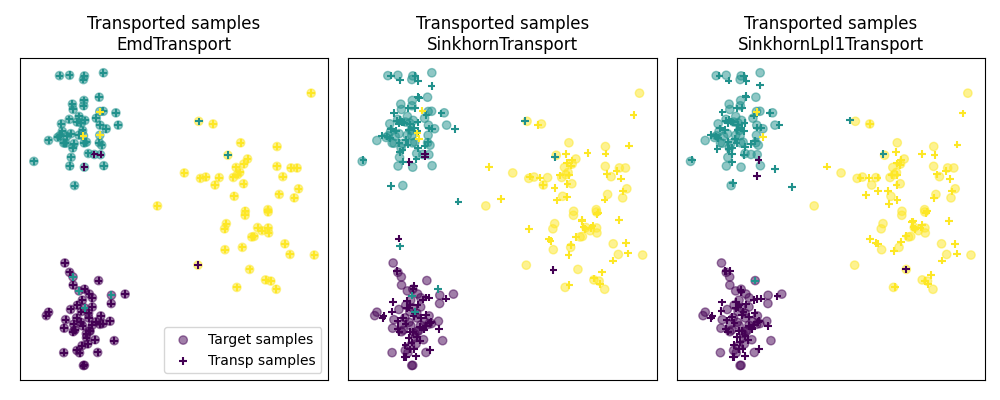 Transported samples
EmdTransport
Transported samples
SinkhornTransport
Transported samples
SinkhornLpl1Transport
Target samples
Transp samples